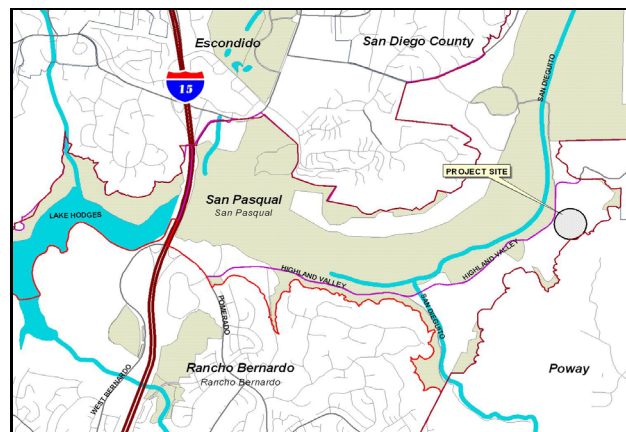 Escondido
San Diego County
15
SAN DIEGUITO
PROJECT SITE
San Pasqual
San Pasqual
LAKE HODGES
HIGHLAND VALLEY
HIGHLAND VALLEY
POMERADO
SAN DIEGUITO
Rancho Bernardo
Rancho Bernardo
Poway
WEST BERNARDO